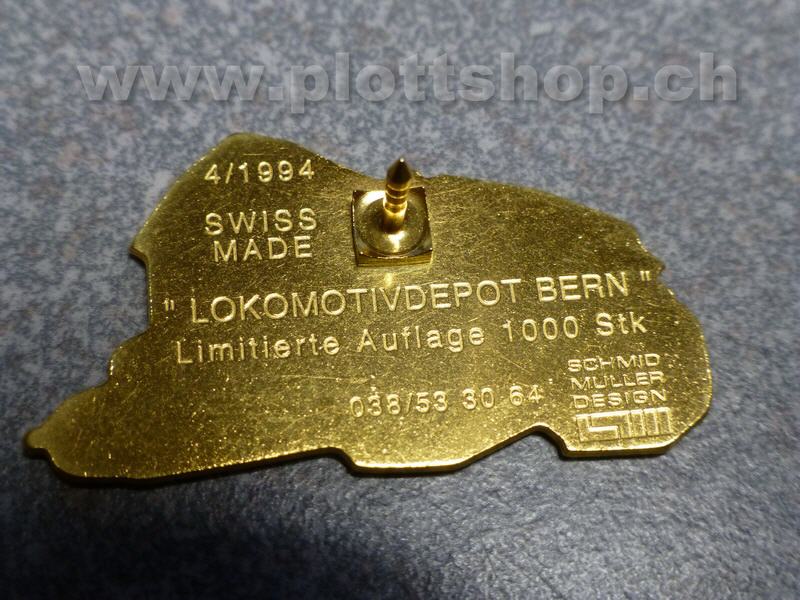 www.plottshop.ch
4/1994
SWISS
MADE
" LOKOMOTIVDEPOT BERN "
Limitierte Auflage 1000 Stk
038/53 30 64
SCHMID
MULLER
DESIGN